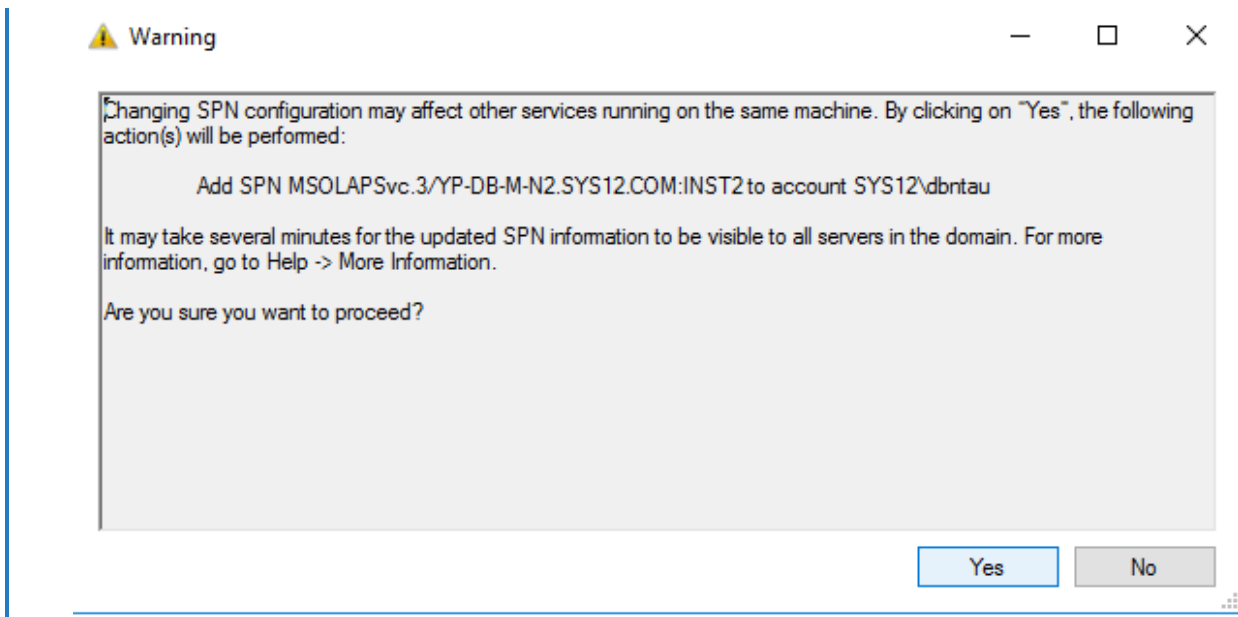 Warning
Changing SPN configuration may affect other services running on the same machine. By clicking on "Yes", the following
action(s) will be performed:
Add SPN MSOLAPSvc.3/YP-DB-M-N2.SYS12.COM:INST2 to account SYS12\dbntau
It may take several minutes for the updated SPN information to be visible to all servers in the domain. For more
information, go to Help -> More Information.
Are you sure you want to proceed?
Yes No